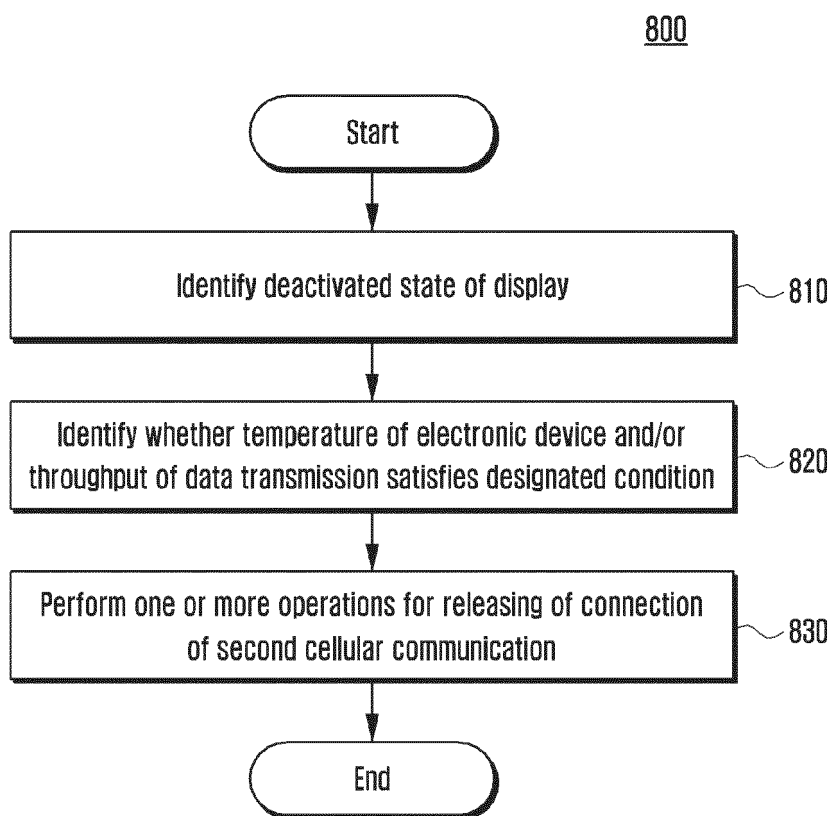 800
Start
Identify deactivated state of display
810
Identify whether temperature of electronic device and/or
throughput of data transmission satisfies designated condition
820
Perform one or more operations for releasing of connection
of second cellular communication
830
End